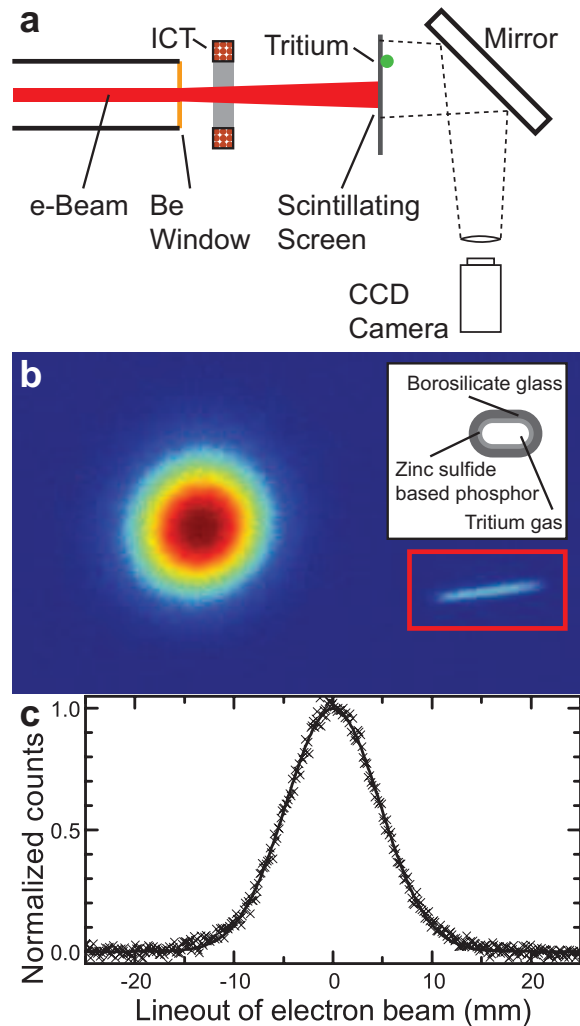 a
ICT
Tritium
Mirror
e-Beam
Be
Window
Scintillating
Screen
CCD
Camera
b
Borosilicate glass
Zinc sulfide
based phosphor
Tritium gas
c
Normalized counts
1.0
0.5
0.0
-20 -10 0 10 20
Lineout of electron beam (mm)